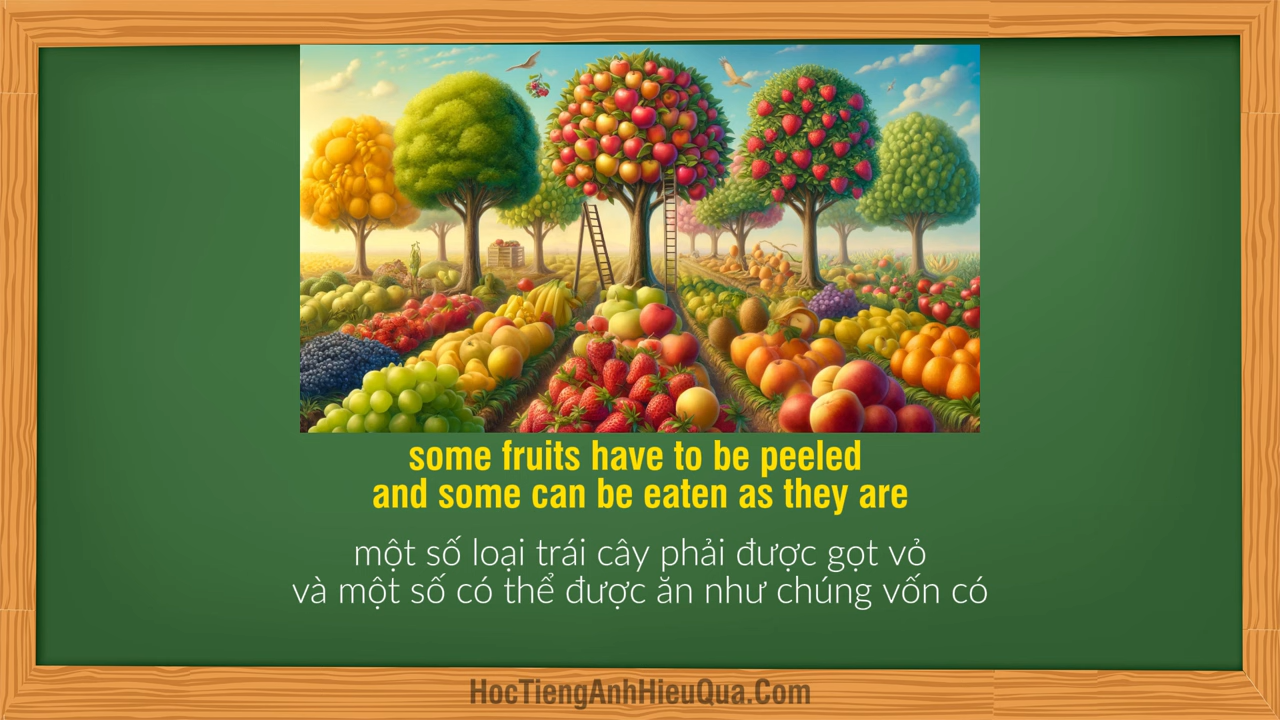 some fruits have to be peeled
and some can be eaten as they are
một số loại trái cây phải được gọt vỏ
và một số có thể được ăn như chúng vốn có
HocTiengAnhHieuQua.Com